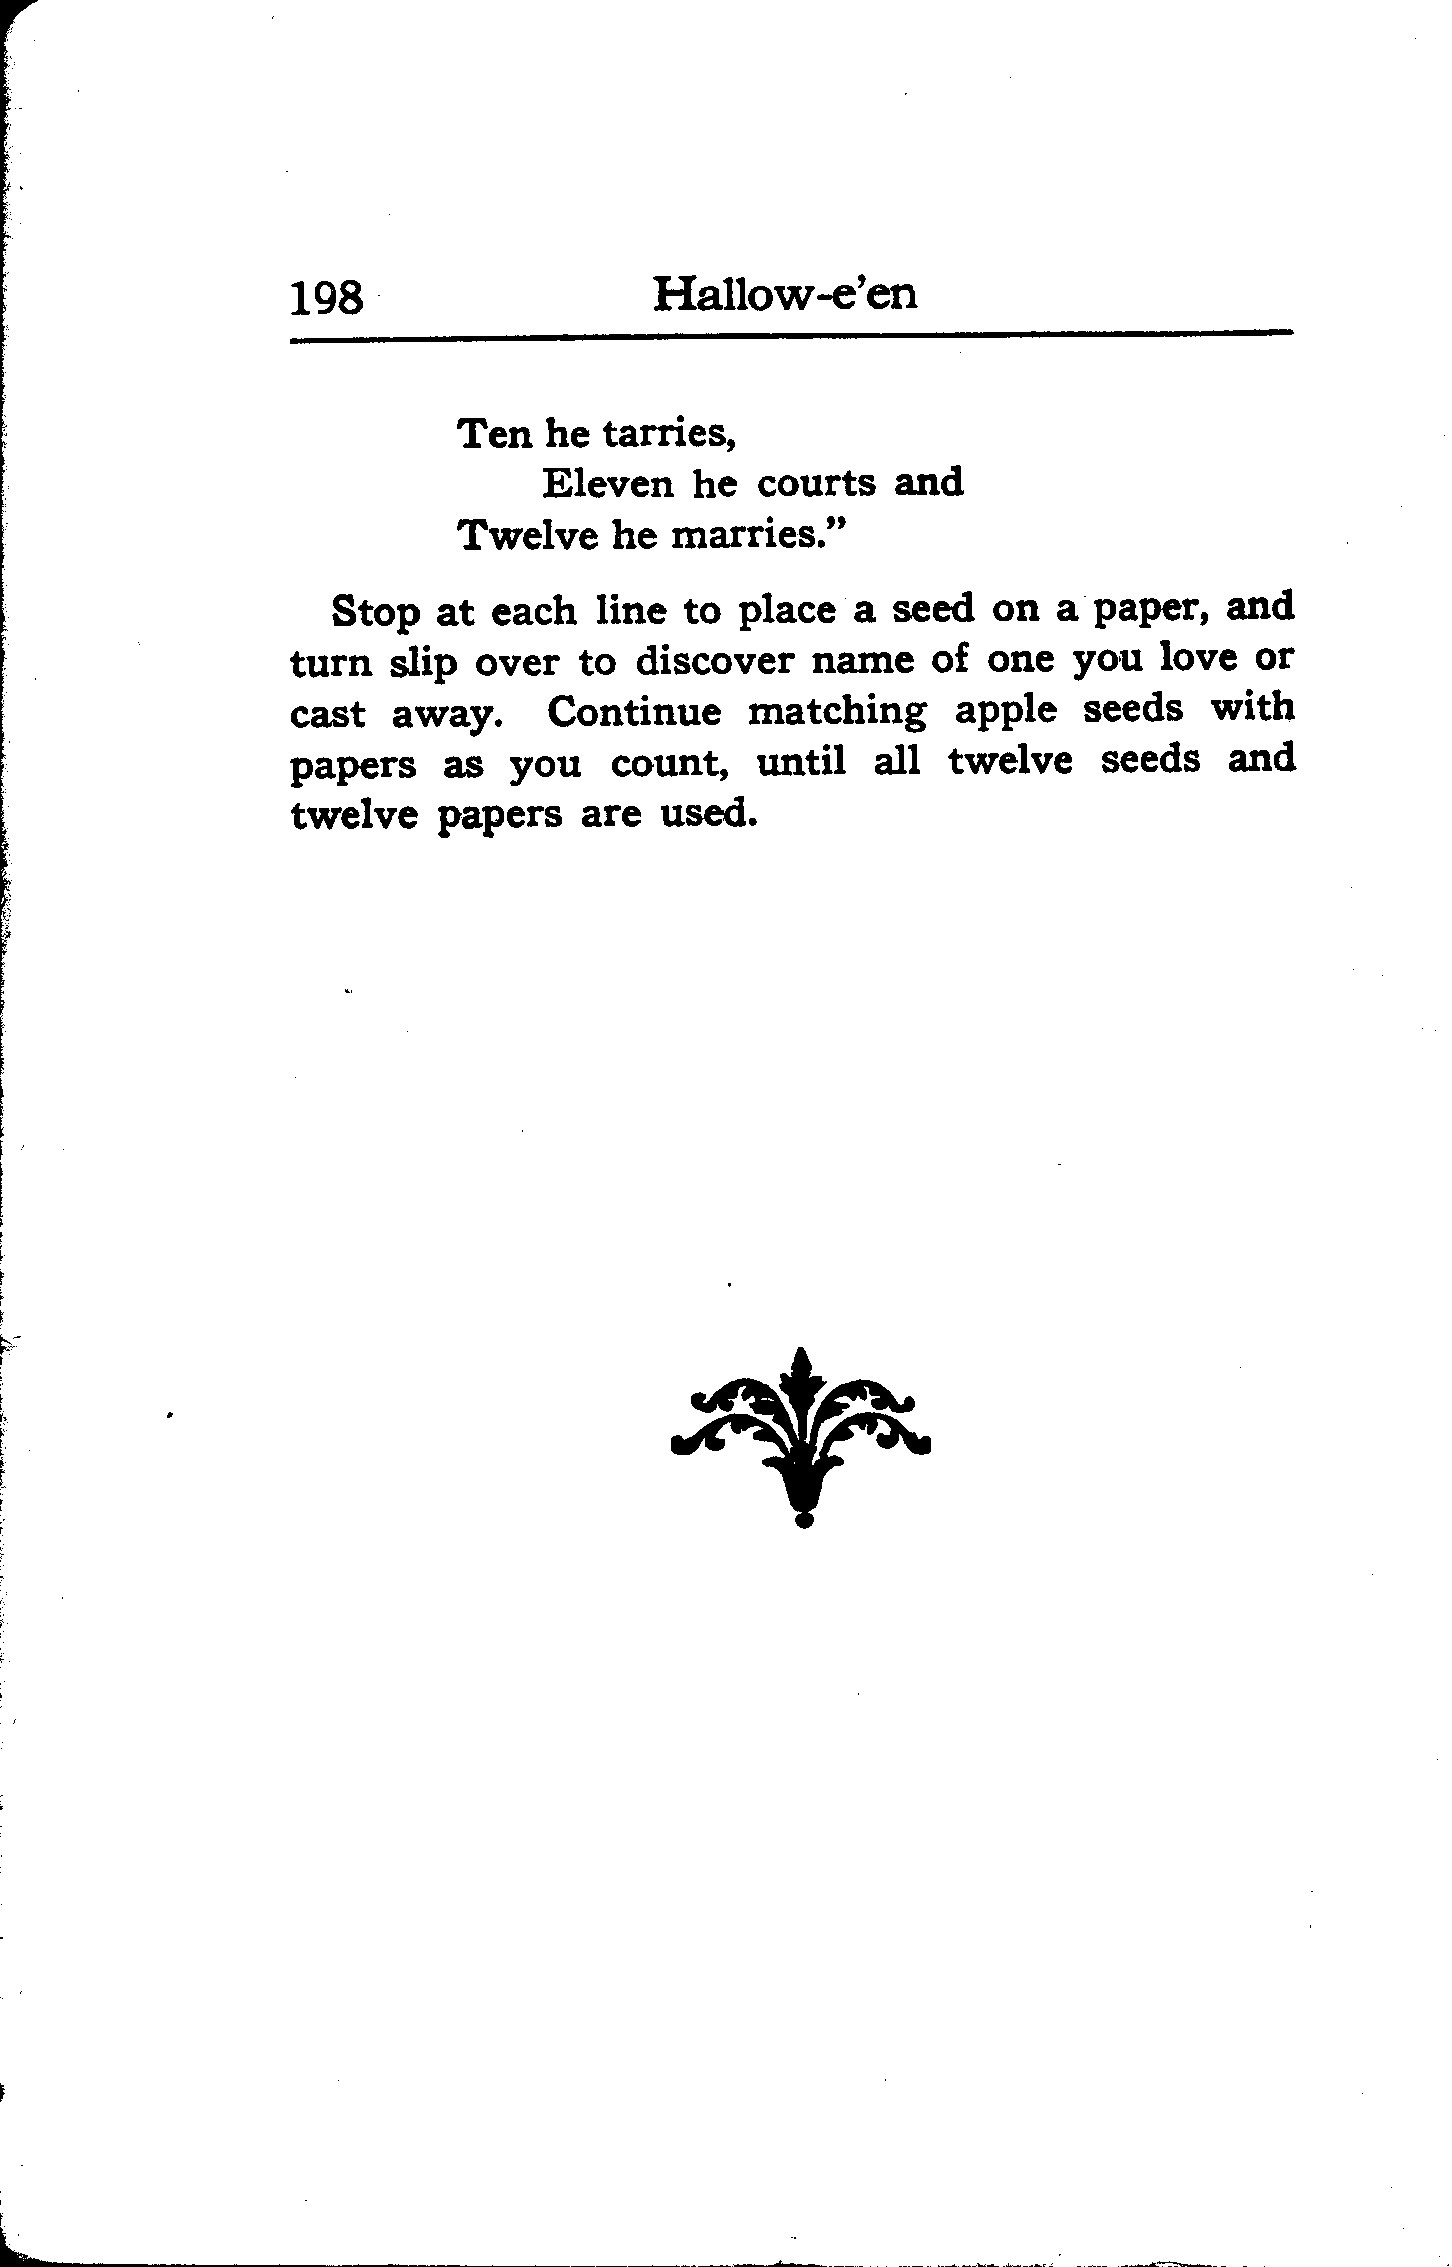 198 Hallow-e'en
Ten he tarries,
Eleven he courts and
Twelve he marries.”
Stop at each line to place a seed on a paper, and
turn slip over to discover name of one you love or
cast away. Continue matching apple seeds with
papers as you count, until all twelve seeds and
twelve papers are used.